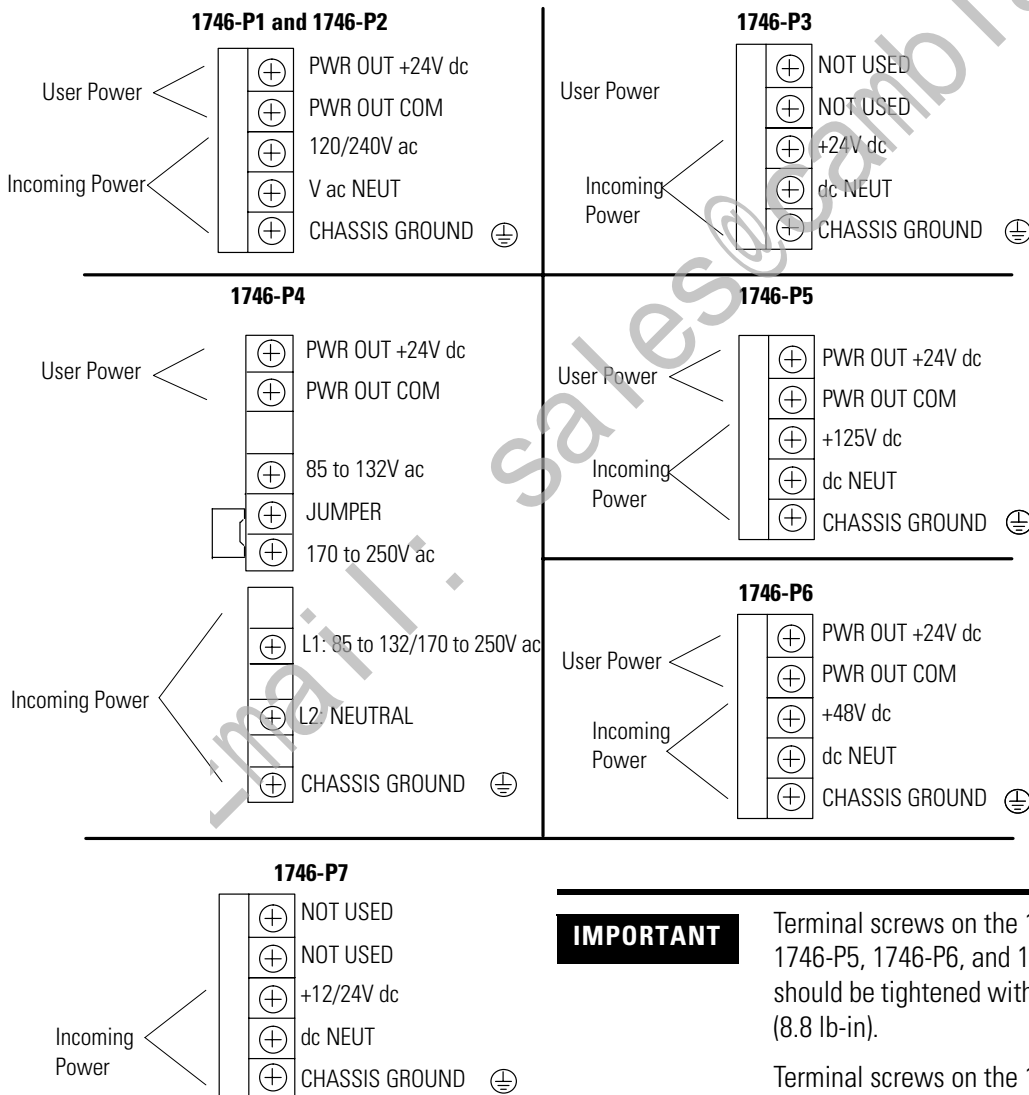 1746-P1 and 1746-P2
User Power
PWR OUT +24V dc
PWR OUT COM
Incoming Power
120/240V ac
V ac NEUT
CHASSIS GROUND
1746-P3
User Power
NOT USED
NOT USED
Incoming
Power
+24V dc
dc NEUT
CHASSIS GROUND
1746-P4
User Power
PWR OUT +24V dc
PWR OUT COM
85 to 132V ac
JUMPER
170 to 250V ac
Incoming Power
L1: 85 to 132/170 to 250V ac
L2: NEUTRAL
CHASSIS GROUND
1746-P5
User Power
PWR OUT +24V dc
PWR OUT COM
Incoming
Power
+125V dc
dc NEUT
CHASSIS GROUND
1746-P6
User Power
PWR OUT +24V dc
PWR OUT COM
Incoming
Power
+48V dc
dc NEUT
CHASSIS GROUND
1746-P7
NOT USED
NOT USED
Incoming
Power
+12/24V dc
dc NEUT
CHASSIS GROUND
IMPORTANT
Terminal screws on the
1746-P5, 1746-P6, and
should be tightened with
(8.8 lb-in).
Terminal screws on the
mail: sales@